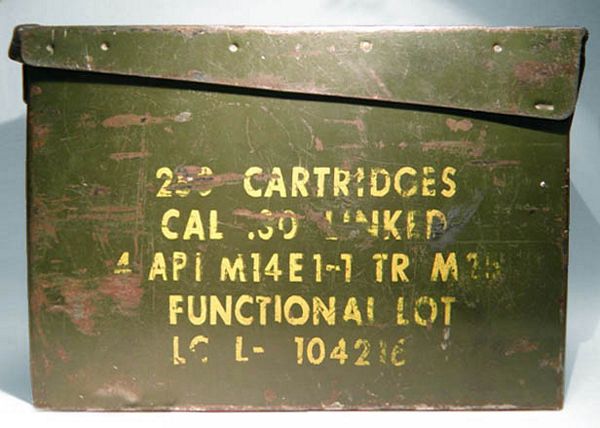 CARTRIDGES
CAL .30 LINKED
4 API M14E1-1 TR
FUNCTIONAL LOT
LC L- 104216